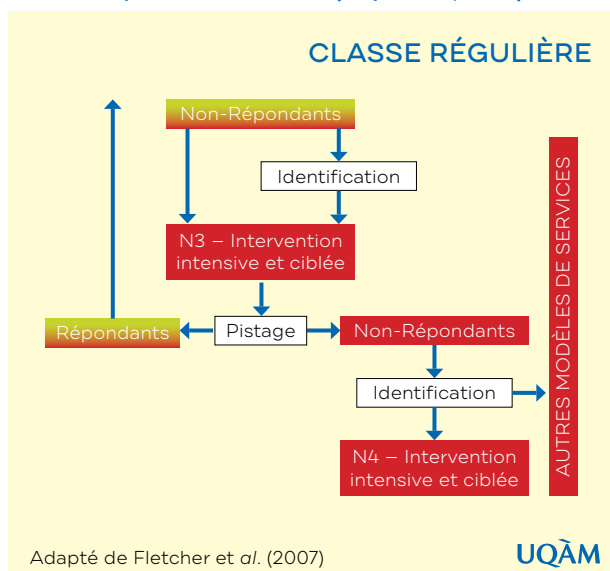 CLASSE RÉGULIÈRE
Non-Répondants
Identification
N3 – Intervention
intensive et ciblée
Répondants
Pistage
Non-Répondants
Identification
N4 – Intervention
intensive et ciblée
AUTRES MODÈLES DE SERVICES
Adapté de Fletcher et al. (2007)
UQÀM